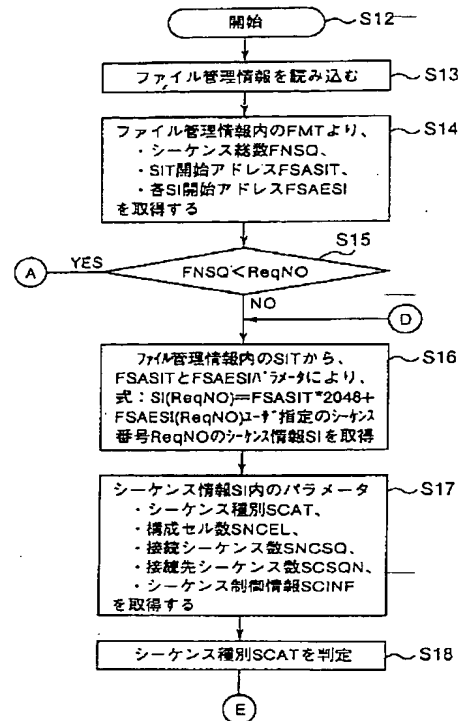 開始
S12
ファイル管理情報を読み込む
S13
ファイル管理情報内のFMTより、
・シーケンス総数FNSQ、
・SIT開始アドレスFSASIT、
・各SI開始アドレスFSAESI
を取得する
S14
S15
FNSQ<ReqNO
YES
A
NO
D
ファイル管理情報内のSITから、
FSASITとFSAESIパラメータにより、
式:SI(ReqNO)=FSASIT*2048+
FSAESI(ReqNO)ユーザ指定のシーケンス
番号ReqNOのシーケンス情報SIを取得
S16
シーケンス情報SI内のパラメータ
・シーケンス種別SCAT、
・構成セル数SNCEL、
・接続シーケンス数SNCSQ、
・接続先シーケンス数SCSQN、
・シーケンス制御情報SCINF
を取得する
S17
シーケンス種別SCATを判定
S18
E